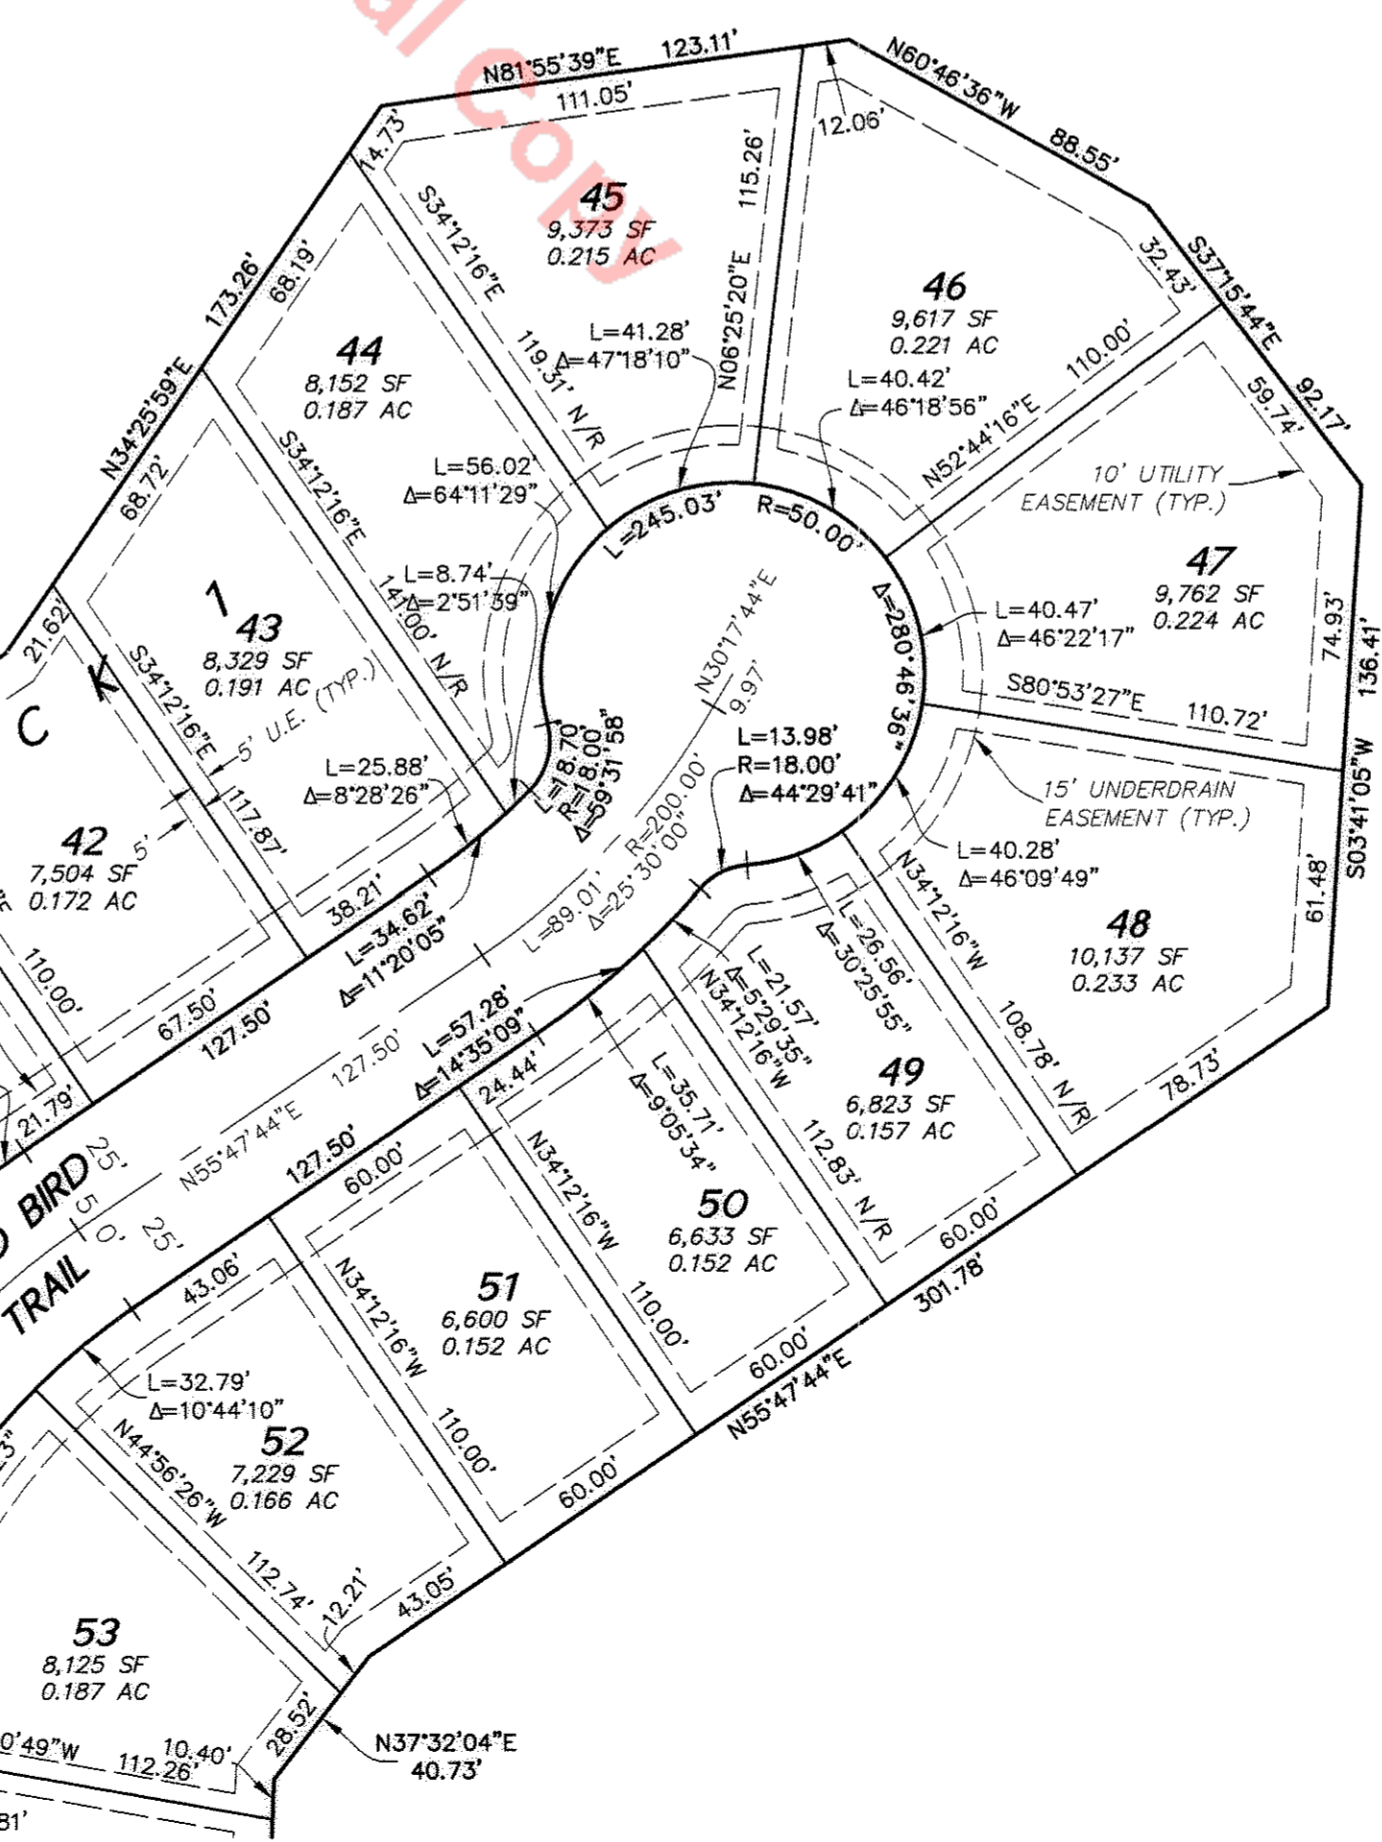 al Copy
N81°55'39"E 123.11'
111.05'
N60°46'36"W 88.55'
12.06'
14.73'
115.26'
45
9,373 SF
0.215 AC
S34°12'16"E
119.31' N/R
N06°25'20"E
32.43'
S37°15'44"E
92.17'
173.26'
N34°25'59"E
68.19'
46
9,617 SF
0.221 AC
L=41.28'
Δ=47°18'10"
44
8,152 SF
0.187 AC
L=40.42'
Δ=46°18'56"
110.00'
N52°44'16"E
59.74'
68.72'
S34°12'16"E
141.00' N/R
L=56.02'
Δ=64°11'29"
10' UTILITY
EASEMENT (TYP.)
L=245.03' R=50.00' Δ=280°46'36"
47
9,762 SF
0.224 AC
L=8.74'
Δ=2°51'39"
1
43
8,329 SF
0.191 AC
N30°17'44"E
9.97'
L=40.47'
Δ=46°22'17"
74.93'
136.41'
21.62'
C K
S34°12'16"E
117.87'
5' U.E. (TYP.)
S80°53'27"E 110.72'
L=13.98'
R=18.00'
Δ=44°29'41"
L=18.70'
R=18.00'
Δ=59°31'58"
L=25.88'
Δ=8°28'26"
15' UNDERDRAIN
EASEMENT (TYP.)
S03°41'05"W
42
7,504 SF
0.172 AC
5'
R=200.00'
L=89.01'
Δ=25°30'00"
L=40.28'
Δ=46°09'49"
61.48'
38.21'
L=34.62'
Δ=11°20'05"
N34°12'16"W
108.78' N/R
48
10,137 SF
0.233 AC
L=26.56'
Δ=30°25'55"
110.00'
67.50'
127.50'
L=21.57'
Δ=5°29'35"
N34°12'16"W
112.83' N/R
L=57.28'
Δ=14°35'09"
127.50'
24.44'
L=35.71'
Δ=9°05'34"
49
6,823 SF
0.157 AC
78.73'
21.79'
25'
N55°47'44"E
BIRD
50'
25'
TRAIL
127.50'
60.00'
N34°12'16"W
110.00'
50
6,633 SF
0.152 AC
60.00'
301.78'
43.06'
51
6,600 SF
0.152 AC
N34°12'16"W
110.00'
60.00'
N55°47'44"E
L=32.79'
Δ=10°44'10"
52
7,229 SF
0.166 AC
N44°56'26"W
112.74'
60.00'
12.21'
43.05'
53
8,125 SF
0.187 AC
28.52'
N37°32'04"E
40.73'
0'49"W 112.26'
10.40'
81'